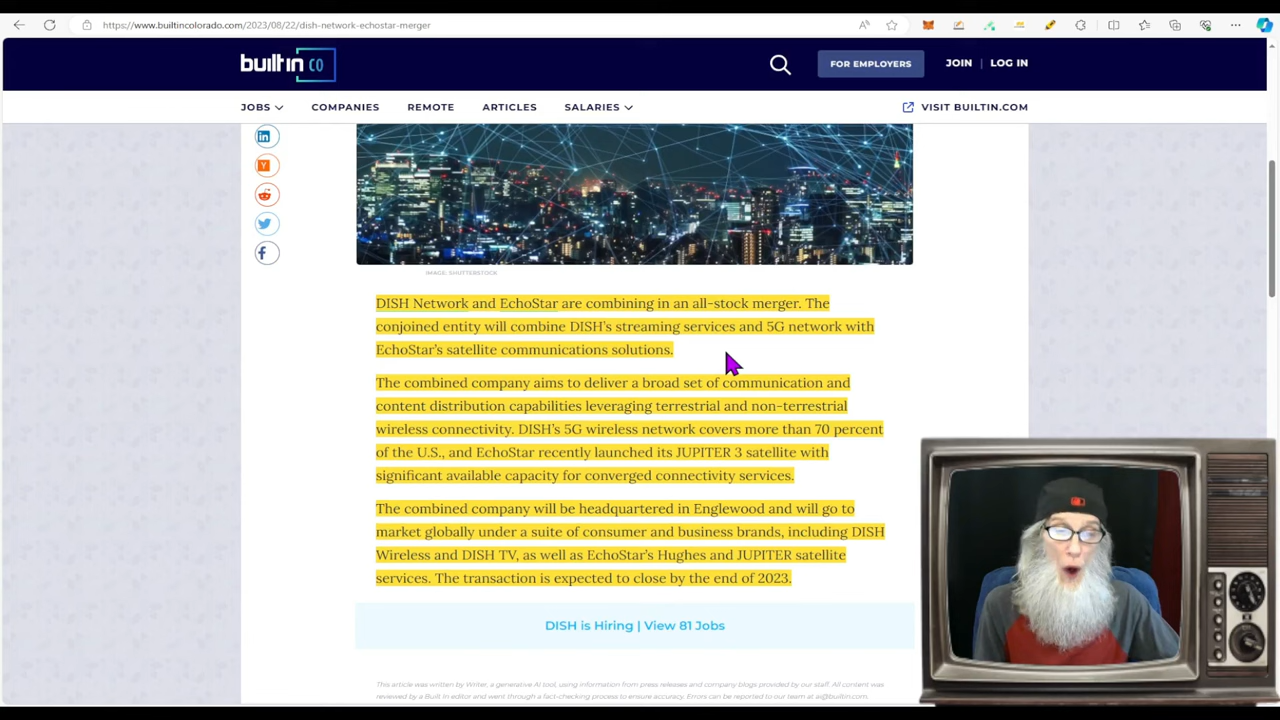 https://www.builtincolorado.com/2023/08/22/dish-network-echostar-merger
built in CO
FOR EMPLOYERS
JOIN
LOG IN
JOBS
COMPANIES
REMOTE
ARTICLES
SALARIES
VISIT BUILTIN.COM
IMAGE: SHUTTERSTOCK
DISH Network and EchoStar are combining in an all-stock merger. The
conjoined entity will combine DISH's streaming services and 5G network with
EchoStar's satellite communications solutions.
The combined company aims to deliver a broad set of communication and
content distribution capabilities leveraging terrestrial and non-terrestrial
wireless connectivity. DISH's 5G wireless network covers more than 70 percent
of the U.S., and EchoStar recently launched its JUPITER 3 satellite with
significant available capacity for converged connectivity services.
The combined company will be headquartered in Englewood and will go to
market globally under a suite of consumer and business brands, including DISH
Wireless and DISH TV, as well as EchoStar's Hughes and JUPITER satellite
services. The transaction is expected to close by the end of 2023.
DISH is Hiring | View 81 Jobs
This article was written by Writer, a generative AI tool, using information from press releases and company blogs provided by our staff. All content was
reviewed by a Built In editor and went through a fact-checking process to ensure accuracy. Errors can be reported to our team at ai@builtin.com.